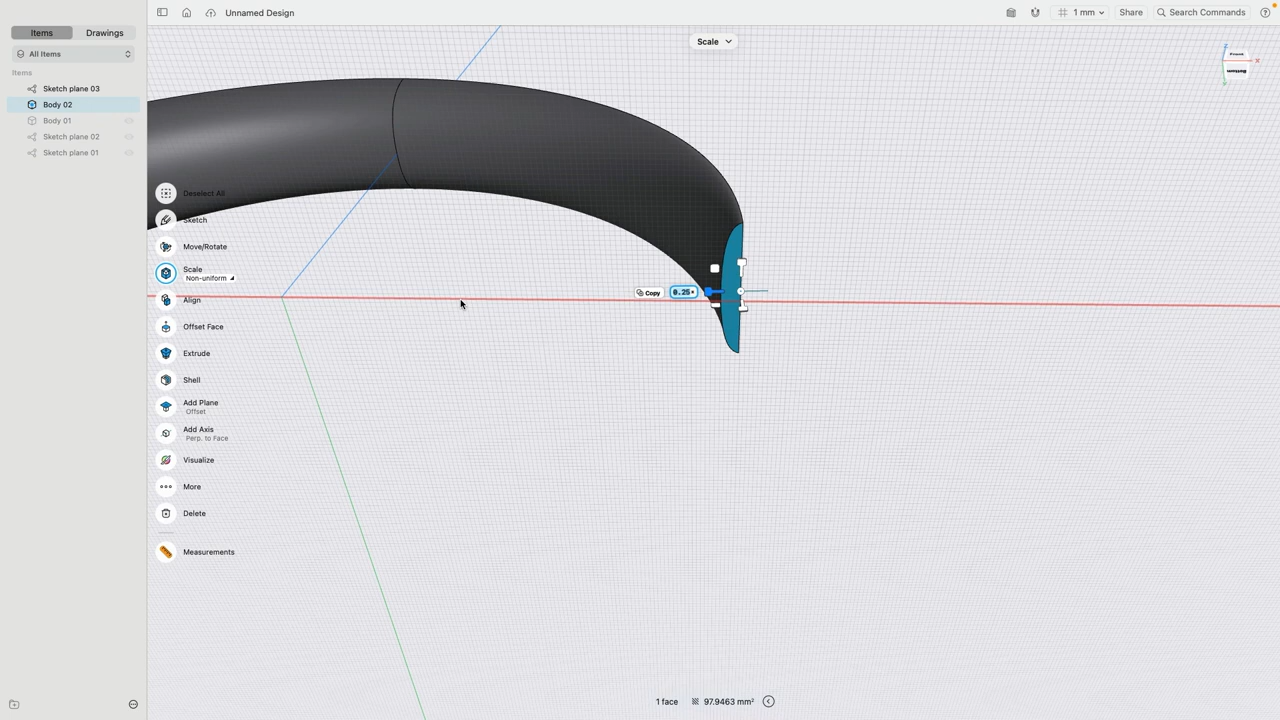 Unnamed Design
1 mm
Share
Search Commands
Items
Drawings
All Items
Items
Sketch plane 03
Body 02
Body 01
Sketch plane 02
Sketch plane 01
Scale
Deselect All
Sketch
Move/Rotate
Scale
Non-uniform
Align
Offset Face
Extrude
Shell
Add Plane
Offset
Add Axis
Perp. to Face
Visualize
More
Delete
Measurements
Copy
0.25
Bottom
X
Z
Y
1 face
97.9463 mm²